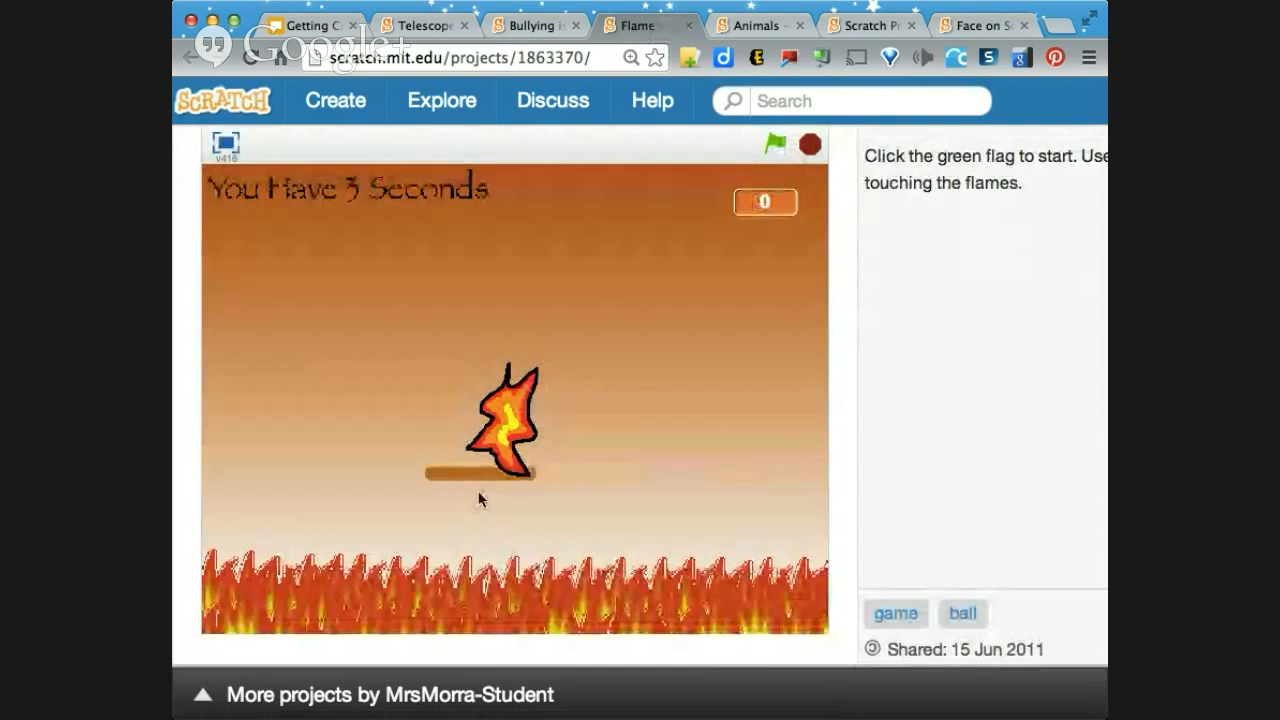 Getting C
Telescope
Bullying i
Flame
Animals -
Scratch Pr
Face on S
Google+
scratch.mit.edu/projects/1863370/
SCRATCH
Create
Explore
Discuss
Help
Search
v416
You Have 3 Seconds
0
Click the green flag to start. Use
touching the flames.
game
ball
Shared: 15 Jun 2011
More projects by MrsMorra-Student